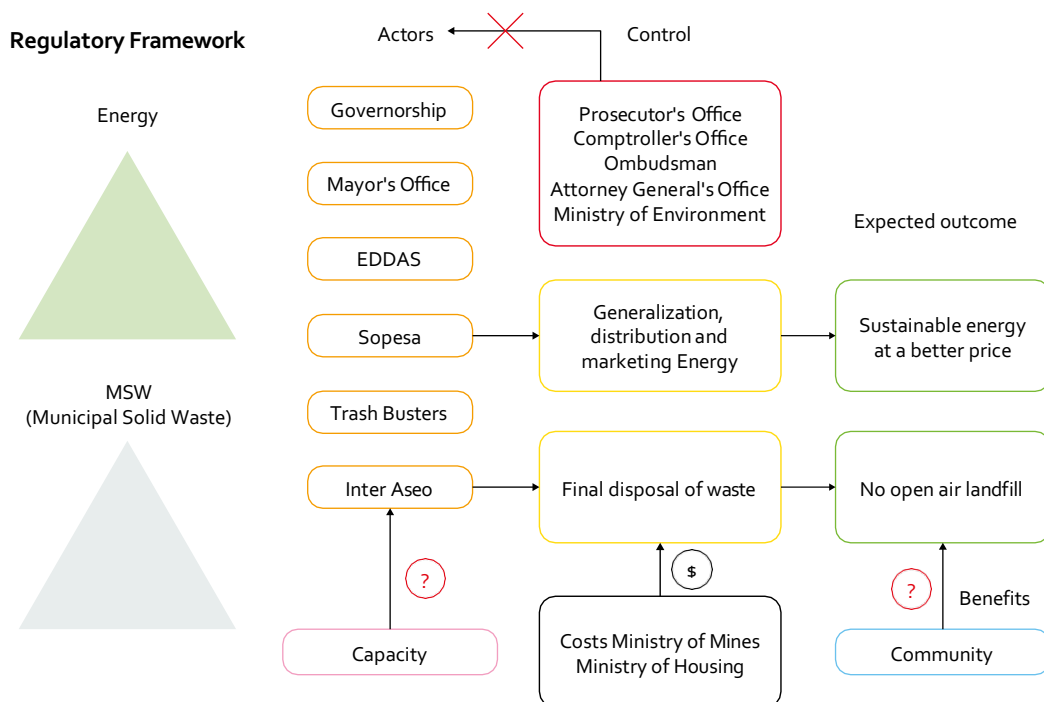 Regulatory Framework
Actors
Control
Energy
MSW
(Municipal Solid Waste)
Governorship
Mayor's Office
EDDAS
Sopesa
Trash Busters
Inter Aseo
Prosecutor's Office
Comptroller's Office
Ombudsman
Attorney General's Office
Ministry of Environment
Expected outcome
Generalization,
distribution and
marketing Energy
Sustainable energy
at a better price
Final disposal of waste
No open air landfill
?
$
?
Benefits
Capacity
Costs Ministry of Mines
Ministry of Housing
Community